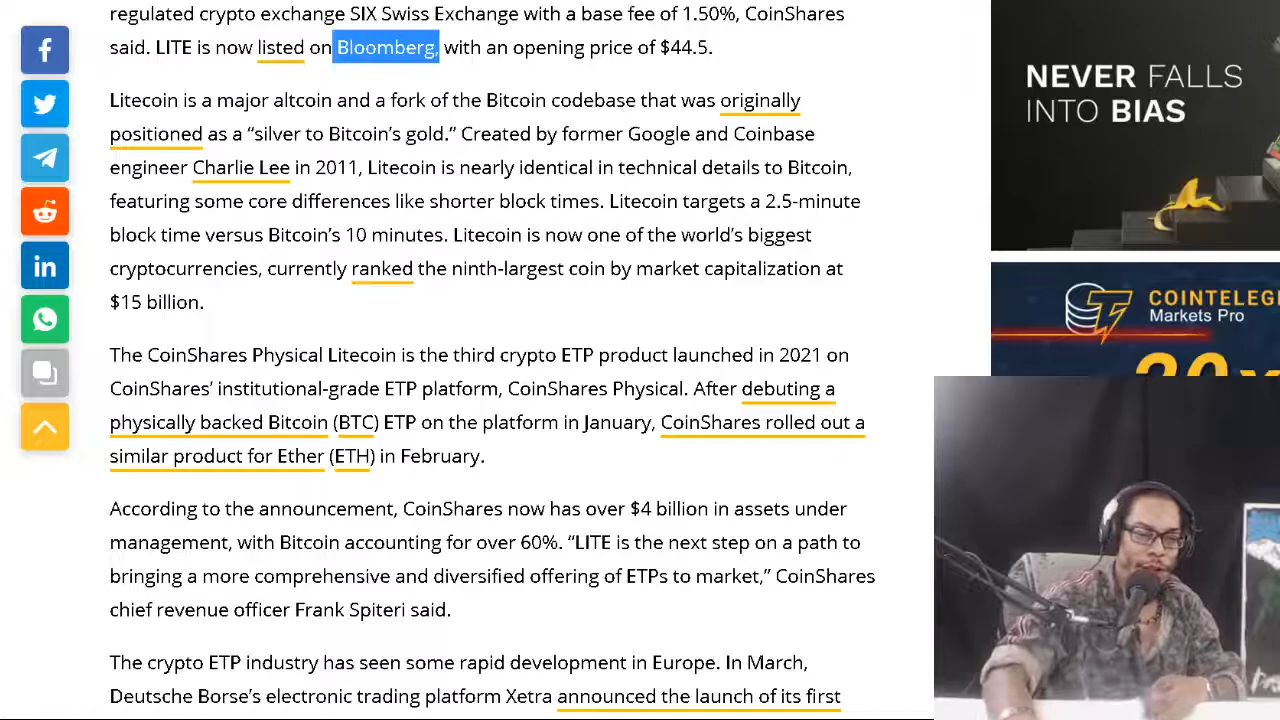 regulated crypto exchange SIX Swiss Exchange with a base fee of 1.50%, CoinShares
said. LITE is now listed on Bloomberg, with an opening price of $44.5.
Litecoin is a major altcoin and a fork of the Bitcoin codebase that was originally
positioned as a “silver to Bitcoin’s gold.” Created by former Google and Coinbase
engineer Charlie Lee in 2011, Litecoin is nearly identical in technical details to Bitcoin,
featuring some core differences like shorter block times. Litecoin targets a 2.5-minute
block time versus Bitcoin’s 10 minutes. Litecoin is now one of the world’s biggest
cryptocurrencies, currently ranked the ninth-largest coin by market capitalization at
$15 billion.
The CoinShares Physical Litecoin is the third crypto ETP product launched in 2021 on
CoinShares’ institutional-grade ETP platform, CoinShares Physical. After debuting a
physically backed Bitcoin (BTC) ETP on the platform in January, CoinShares rolled out a
similar product for Ether (ETH) in February.
According to the announcement, CoinShares now has over $4 billion in assets under
management, with Bitcoin accounting for over 60%. “LITE is the next step on a path to
bringing a more comprehensive and diversified offering of ETPs to market,” CoinShares
chief revenue officer Frank Spiteri said.
The crypto ETP industry has seen some rapid development in Europe. In March,
Deutsche Borse’s electronic trading platform Xetra announced the launch of its first
NEVER FALLS
INTO BIAS
COINTELEG
Markets Pro